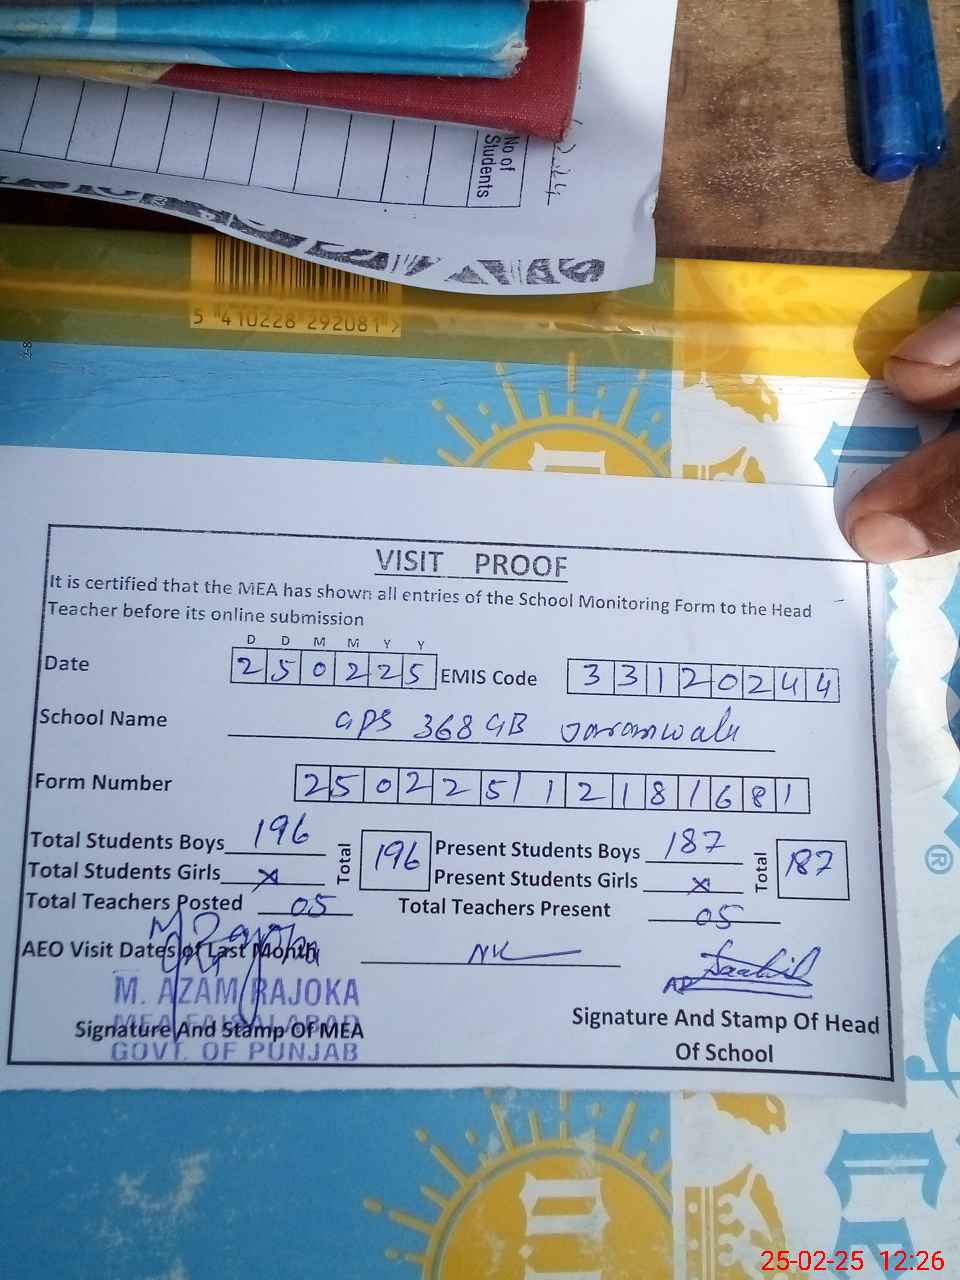 No of
Students
5 410228 292081 >
VISIT PROOF
It is certified that the MEA has shown all entries of the School Monitoring Form to the Head
Teacher before its online submission
D D M M Y Y
Date 2 5 0 2 2 5 EMIS Code 3 3 1 2 0 2 4 4
School Name GPS 368 GB Jaranwala
Form Number 2 5 0 2 2 5 1 2 1 8 1 6 8 1
Total Students Boys 196 Total 196 Present Students Boys 187 Total 187
Total Students Girls x Present Students Girls x
Total Teachers Posted 05 Total Teachers Present 05
AEO Visit Dates of Last Month
M. AZAM RAJOKA
Signature And Stamp Of MEA Signature And Stamp Of Head
MEA FAISALABAD
GOVT. OF PUNJAB Of School
®
25-02-25 12:26